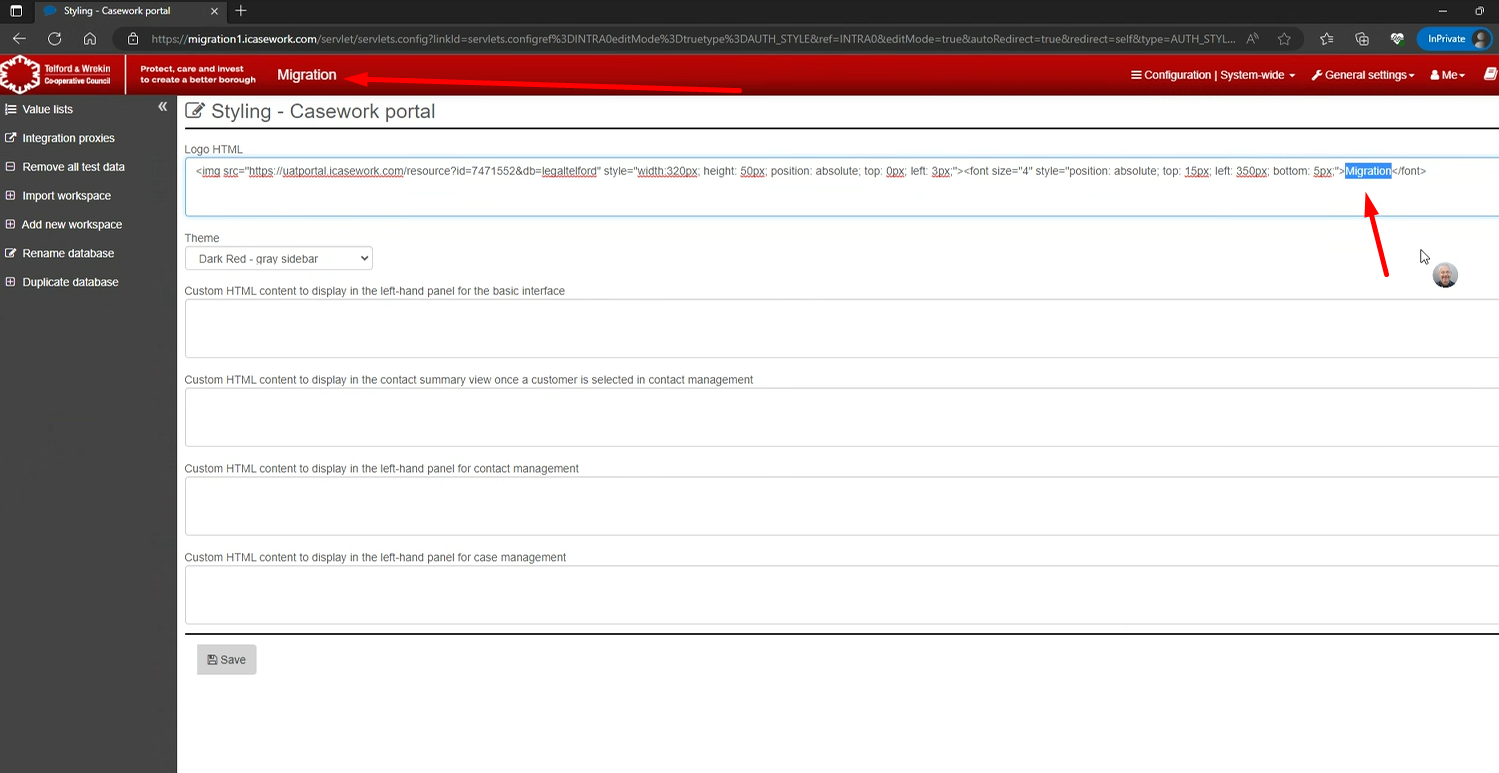 Styling - Casework portal
https://migration1.icasework.com/servlet/servlets.config?linkId=servlets.configref%3DINTRA0editMode%3Dtruetype%3DAUTH_STYLE&ref=INTRA0&editMode=true&autoRedirect=true&redirect=self&type=AUTH_STYL...
InPrivate
Telford & Wrekin
Co-operative Council
Protect, care and invest
to create a better borough
Migration
Configuration | System-wide
General settings
Me
Value lists
Integration proxies
Remove all test data
Import workspace
Add new workspace
Rename database
Duplicate database
Styling - Casework portal
Logo HTML
<img src="https://uatportal.icasework.com/resource?id=7471552&db=legaltelford" style="width:320px; height: 50px; position: absolute; top: 0px; left: 3px;"><font size="4" style="position: absolute; top: 15px; left: 350px; bottom: 5px;">Migration</font>
Theme
Dark Red - gray sidebar
Custom HTML content to display in the left-hand panel for the basic interface
Custom HTML content to display in the contact summary view once a customer is selected in contact management
Custom HTML content to display in the left-hand panel for contact management
Custom HTML content to display in the left-hand panel for case management
Save